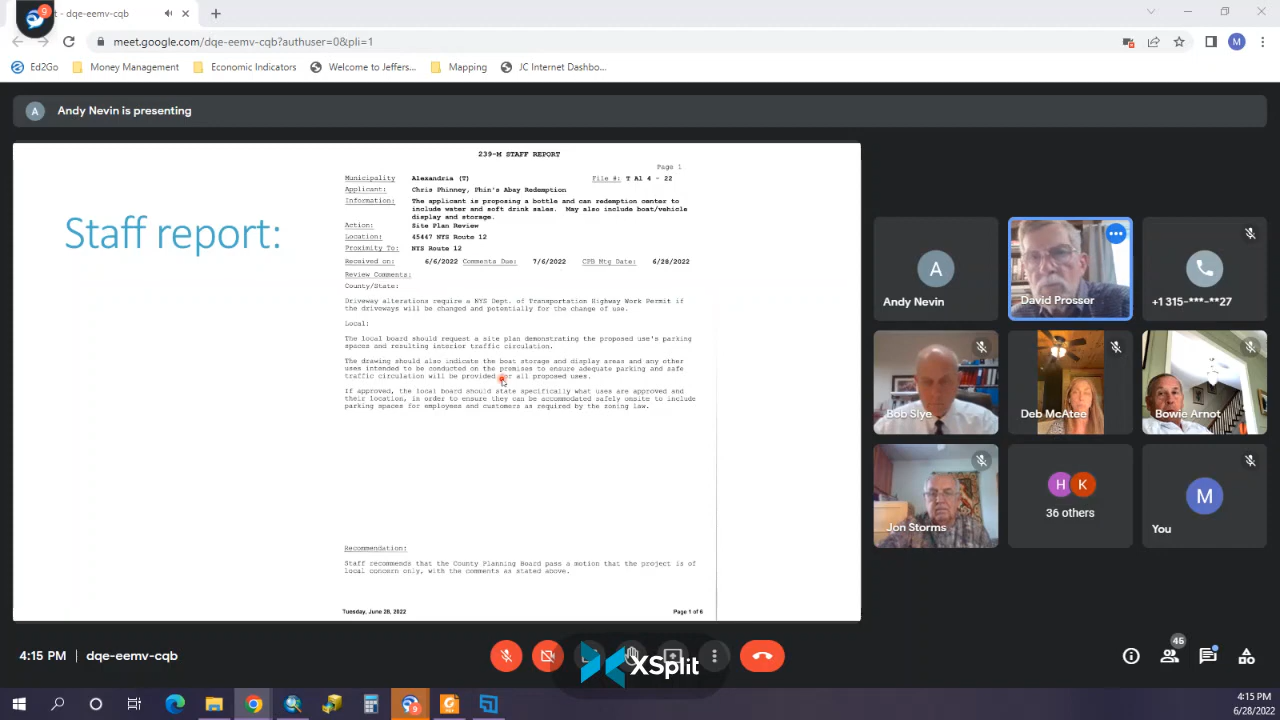 - dqe-eemv-cqb
9
meet.google.com/dqe-eemv-cqb?authuser=0&pli=1
M
Ed2Go Money Management Economic Indicators Welcome to Jeffers... Mapping JC Internet Dashbo...
A Andy Nevin is presenting
Staff report:
239-M STAFF REPORT
Page 1
Municipality Alexandria (T) File #: T Al 4 - 22
Applicant: Chris Phinney, Phin's Abay Redemption
Information: The applicant is proposing a bottle and can redemption center to
include water and soft drink sales. May also include boat/vehicle
display and storage.
Action: Site Plan Review
Location: 45447 NYS Route 12
Proximity To: NYS Route 12
Received on: 6/6/2022 Comments Due: 7/6/2022 CPB Mtg Date: 6/28/2022
Review Comments:
County/State:
Driveway alterations require a NYS Dept. of Transportation Highway Work Permit if
the driveways will be changed and potentially for the change of use.
Local:
The local board should request a site plan demonstrating the proposed use's parking
spaces and resulting interior traffic circulation.
The drawing should also indicate the boat storage and display areas and any other
uses intended to be conducted on the premises to ensure adequate parking and safe
traffic circulation will be provided for all proposed uses.
If approved, the local board should state specifically what uses are approved and
their location, in order to ensure they can be accommodated safely onsite to include
parking spaces for employees and customers as required by the zoning law.
Recommendation:
Staff recommends that the County Planning Board pass a motion that the project is of
local concern only, with the comments as stated above.
Tuesday, June 28, 2022 Page 1 of 6
A
Andy Nevin
David Prosser
+1 315-***-**27
Bob Slye
Deb McAtee
Bowie Arnot
Jon Storms
H K
36 others
M
You
4:15 PM | dqe-eemv-cqb
XSplit
45
9
4:15 PM
6/28/2022